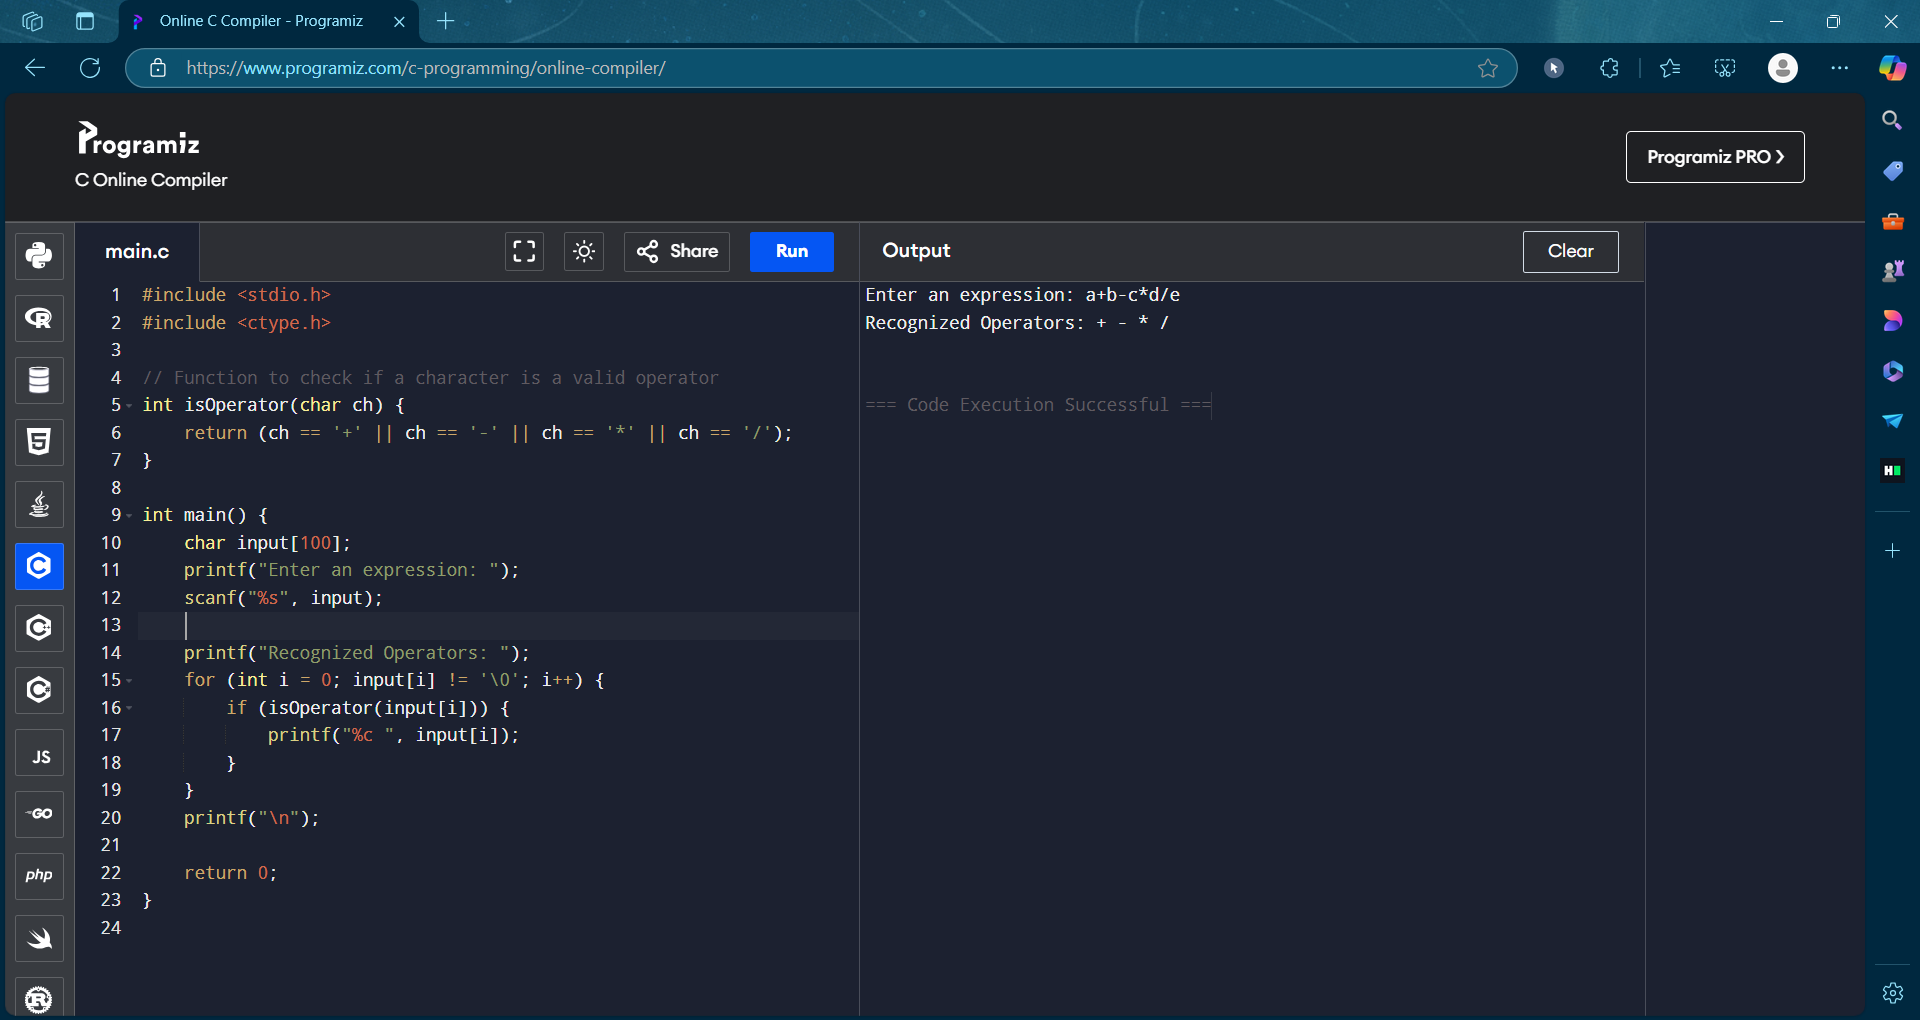 Online C Compiler - Programiz
https://www.programiz.com/c-programming/online-compiler/
Programiz
C Online Compiler
Programiz PRO ❯
main.c
Share
Run
Output
Clear
1 #include <stdio.h>
2 #include <ctype.h>
3
4 // Function to check if a character is a valid operator
5 int isOperator(char ch) {
6     return (ch == '+' || ch == '-' || ch == '*' || ch == '/');
7 }
8
9 int main() {
10     char input[100];
11     printf("Enter an expression: ");
12     scanf("%s", input);
13
14     printf("Recognized Operators: ");
15     for (int i = 0; input[i] != '\0'; i++) {
16         if (isOperator(input[i])) {
17             printf("%c ", input[i]);
18         }
19     }
20     printf("\n");
21
22     return 0;
23 }
24
Enter an expression: a+b-c*d/e
Recognized Operators: + - * /
=== Code Execution Successful ===
R
5
C
C++
C#
JS
GO
php
R
H